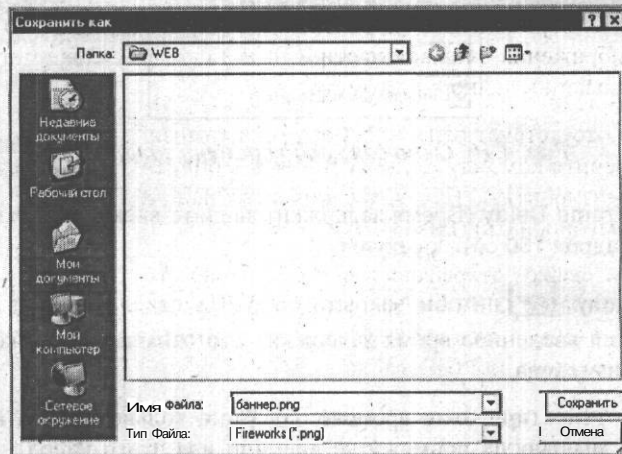 Сохранить как
Папка: WEB
Недавние документы
Рабочий стол
Мои документы
Мой компьютер
Сетевое окружение
Имя файла: баннер.png
Тип Файла: Fireworks (*.png)
Сохранить
Отмена